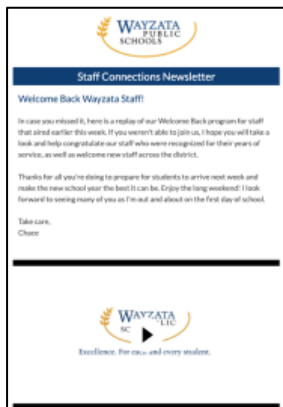 WAYZATA
PUBLIC
SCHOOLS
Staff Connections Newsletter
Welcome Back Wayzata Staff!
In case you missed it, here is a replay of our Welcome Back program for staff
that aired earlier this week. If you weren't able to join us, I hope you will take a
look and help congratulate our staff who were recognized for their years of
service, as well as welcome new staff across the district.
Thanks for all you're doing to prepare for students to arrive next week and
make the new school year the best it can be. Enjoy the long weekend! I look
forward to seeing many of you as I'm out and about on the first day of school.
Take care,
Chace
WAYZATA
SC LIC
Excellence. For each and every student.